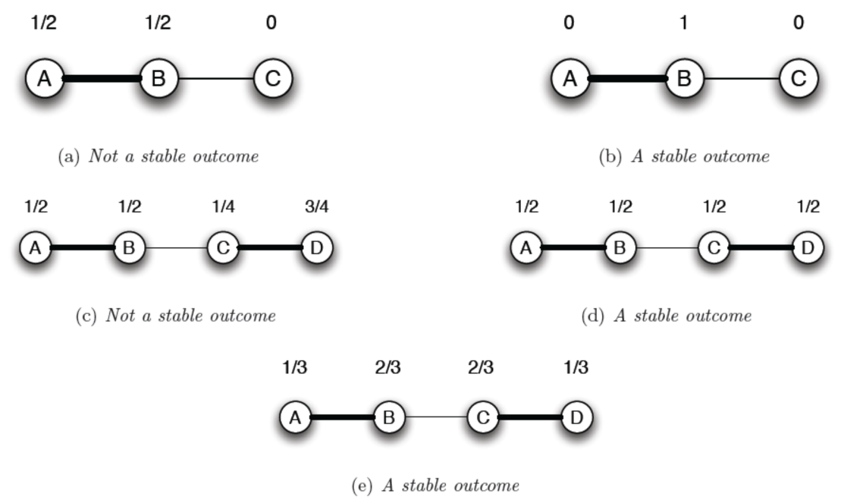 1/2 1/2 0
A B C
(a) Not a stable outcome
0 1 0
A B C
(b) A stable outcome
1/2 1/2 1/4 3/4
A B C D
(c) Not a stable outcome
1/2 1/2 1/2 1/2
A B C D
(d) A stable outcome
1/3 2/3 2/3 1/3
A B C D
(e) A stable outcome